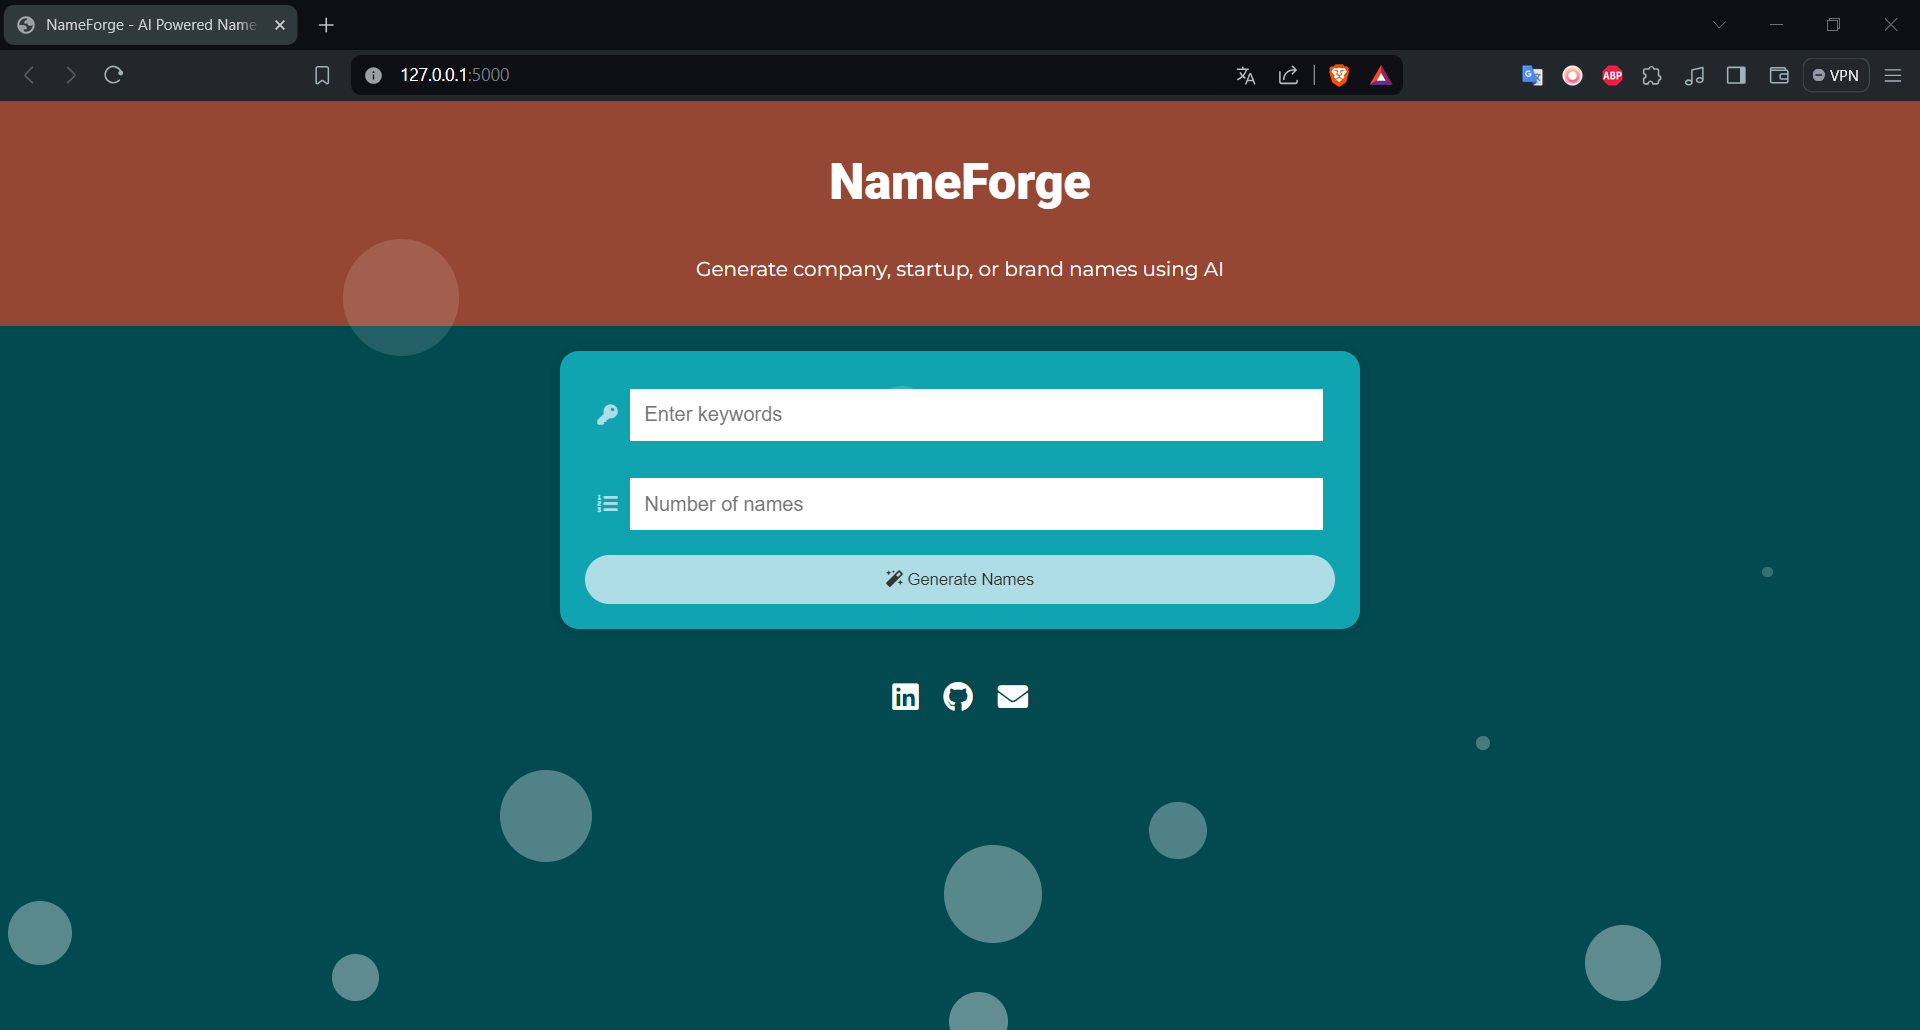 NameForge - AI Powered Name
127.0.0.1:5000
ABP
VPN
NameForge
Generate company, startup, or brand names using AI
Enter keywords
Number of names
Generate Names
in